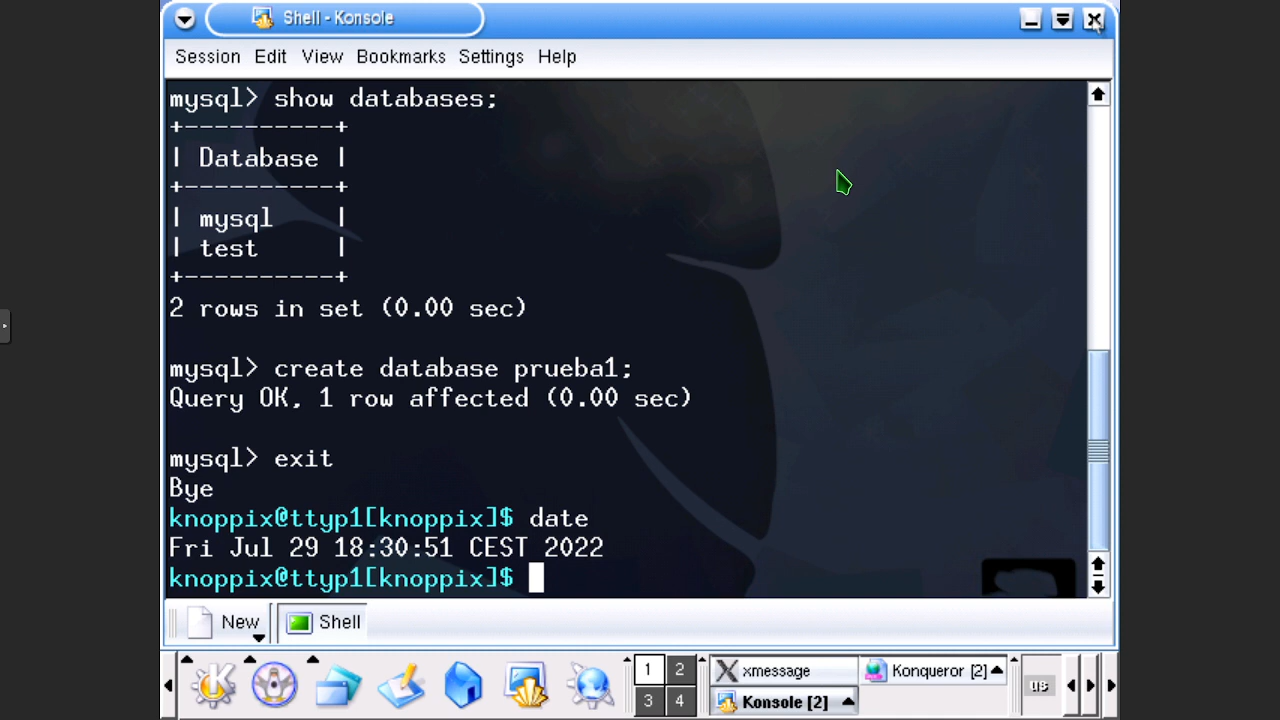 Shell - Konsole
Session Edit View Bookmarks Settings Help
mysql> show databases;
+----------+
| Database |
+----------+
| mysql    |
| test     |
+----------+
2 rows in set (0.00 sec)
mysql> create database prueba1;
Query OK, 1 row affected (0.00 sec)
mysql> exit
Bye
knoppix@ttyp1[knoppix]$ date
Fri Jul 29 18:30:51 CEST 2022
knoppix@ttyp1[knoppix]$
New Shell
1 2 xmessage Konqueror [2]
us
3 4 Konsole [2]